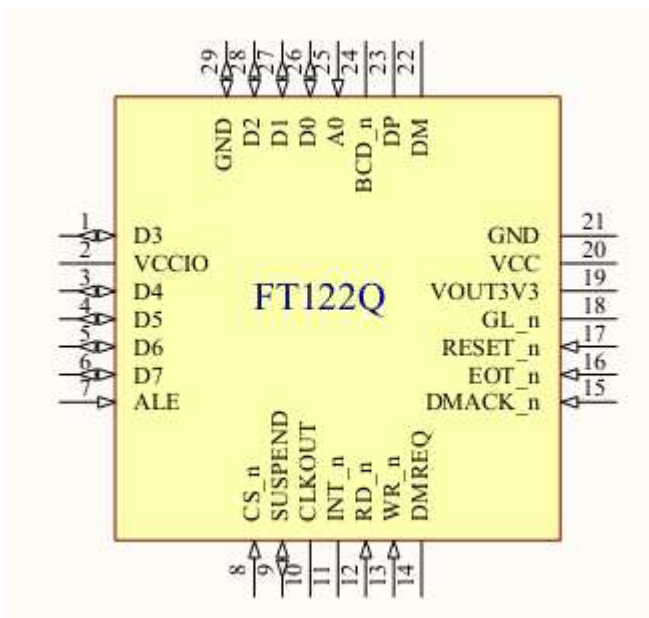 29 28 27 26 25 24 23 22
GND D2 D1 D0 A0 BCD_n DP DM
1 D3
2 VCCIO
3 D4
4 D5
5 D6
6 D7
7 ALE
FT122Q
GND 21
VCC 20
VOUT3V3 19
GL_n 18
RESET_n 17
EOT_n 16
DMACK_n 15
CS_n SUSPEND CLKOUT INT_n RD_n WR_n DMREQ
8 9 10 11 12 13 14